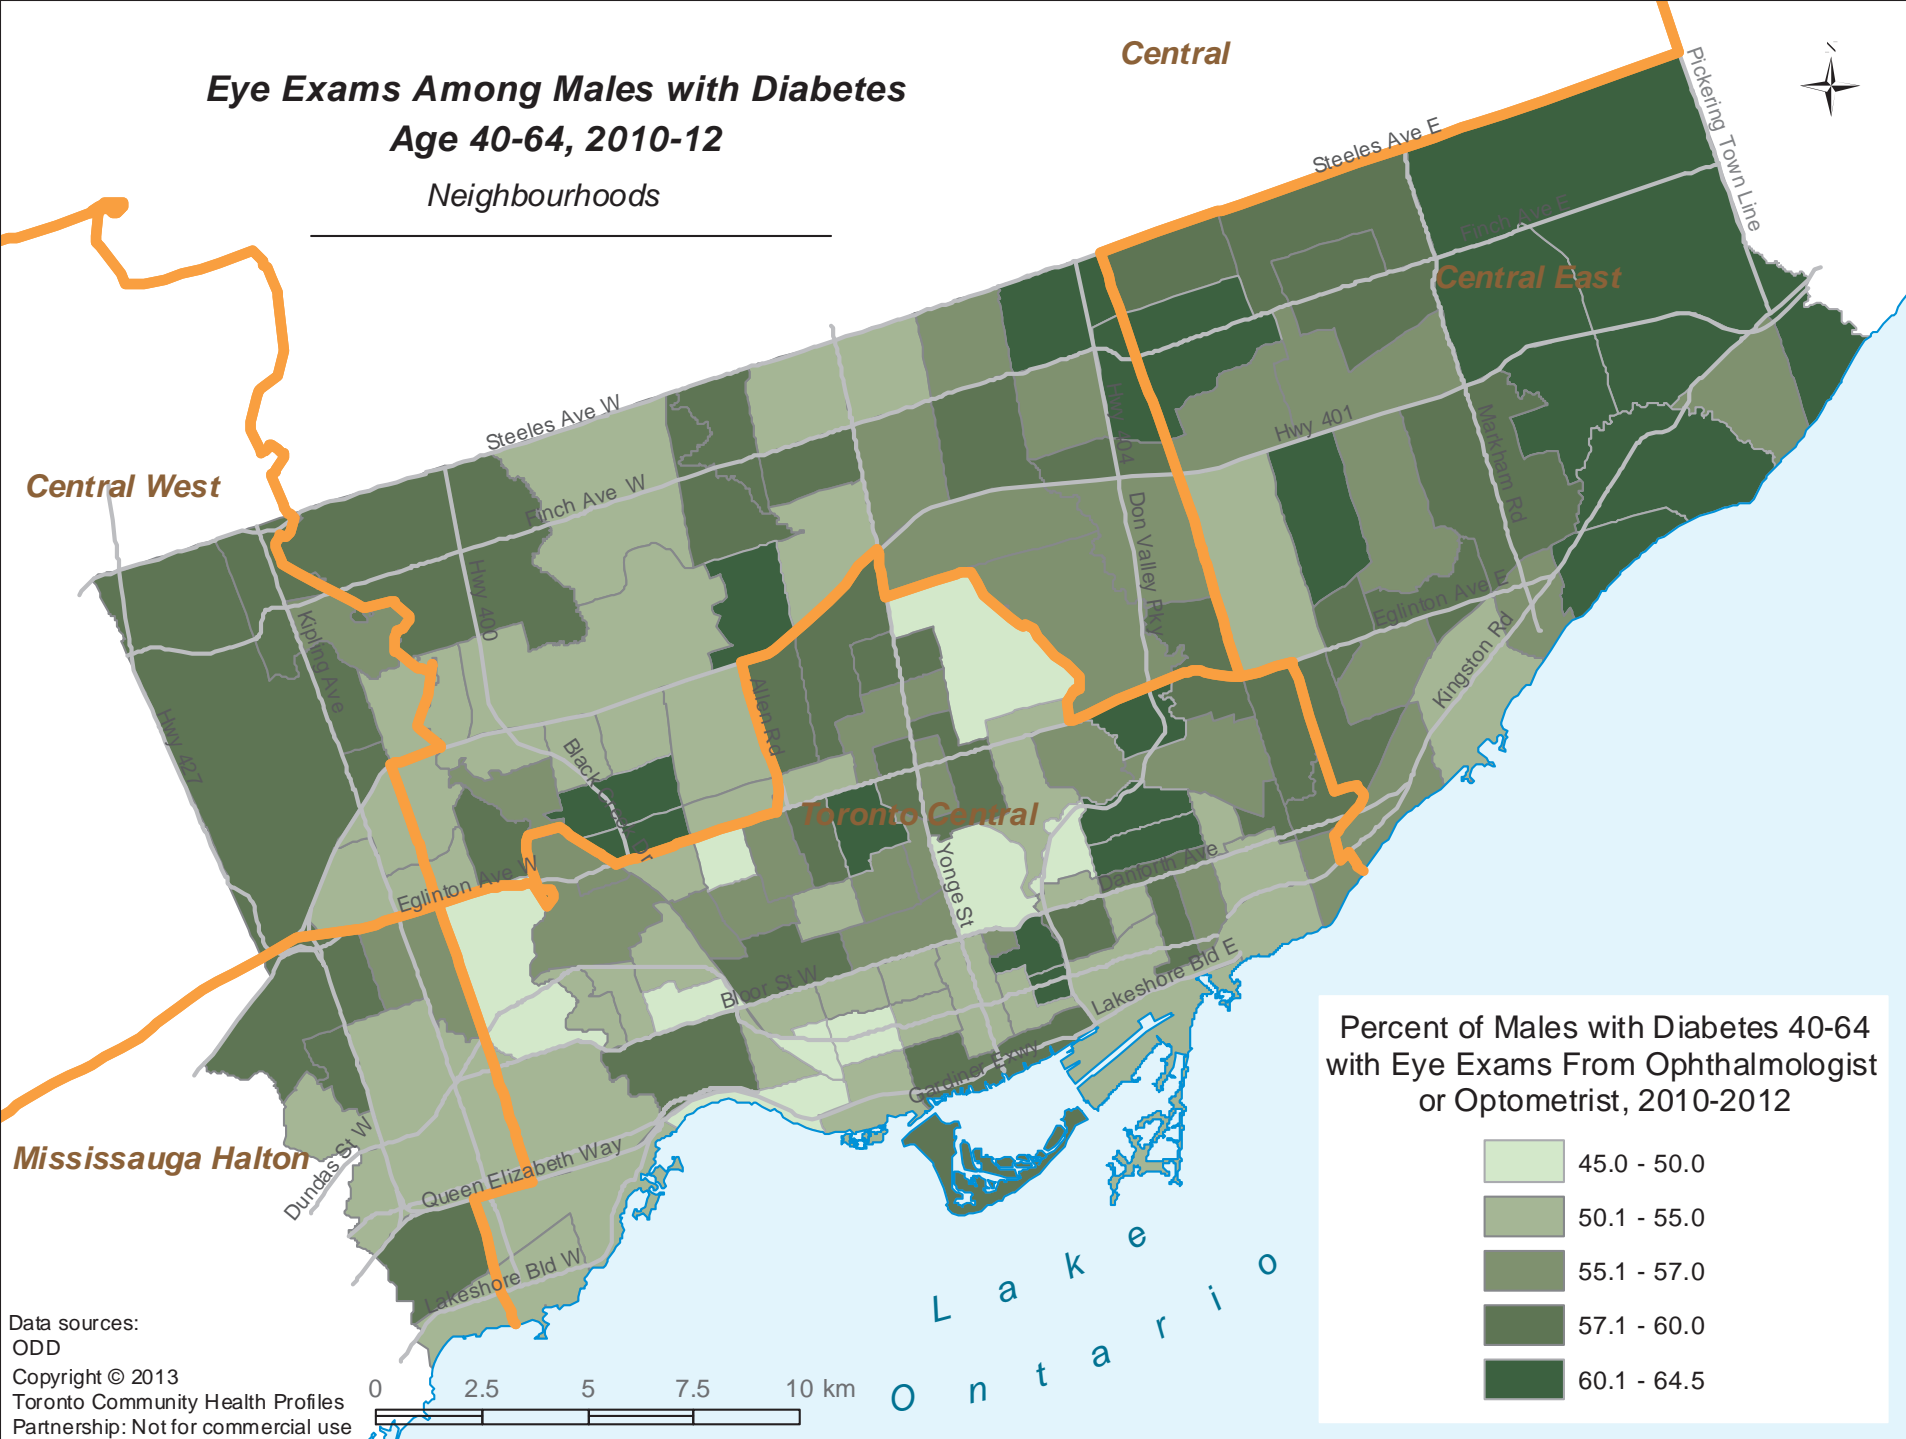 Eye Exams Among Males with Diabetes
Age 40-64, 2010-12
Neighbourhoods
Central
N
Pickering Town Line
Steeles Ave E
Finch Ave E
Central East
Hwy 404
Hwy 401
Markham Rd
Steeles Ave W
Central West
Finch Ave W
Don Valley Pky
Hwy 400
Kipling Ave
Eglinton Ave E
Kingston Rd
Hwy 427
Allen Rd
Toronto Central
Yonge St
Danforth Ave
Eglinton Ave W
Bloor St W
Lakeshore Bld E
Gardiner Exwy
Mississauga Halton
Dundas St W
Queen Elizabeth Way
Lakeshore Bld W
Lake
Ontario
Percent of Males with Diabetes 40-64
with Eye Exams From Ophthalmologist
or Optometrist, 2010-2012
45.0 - 50.0
50.1 - 55.0
55.1 - 57.0
57.1 - 60.0
60.1 - 64.5
Data sources:
ODD
Copyright © 2013
Toronto Community Health Profiles
Partnership: Not for commercial use
0 2.5 5 7.5 10 km